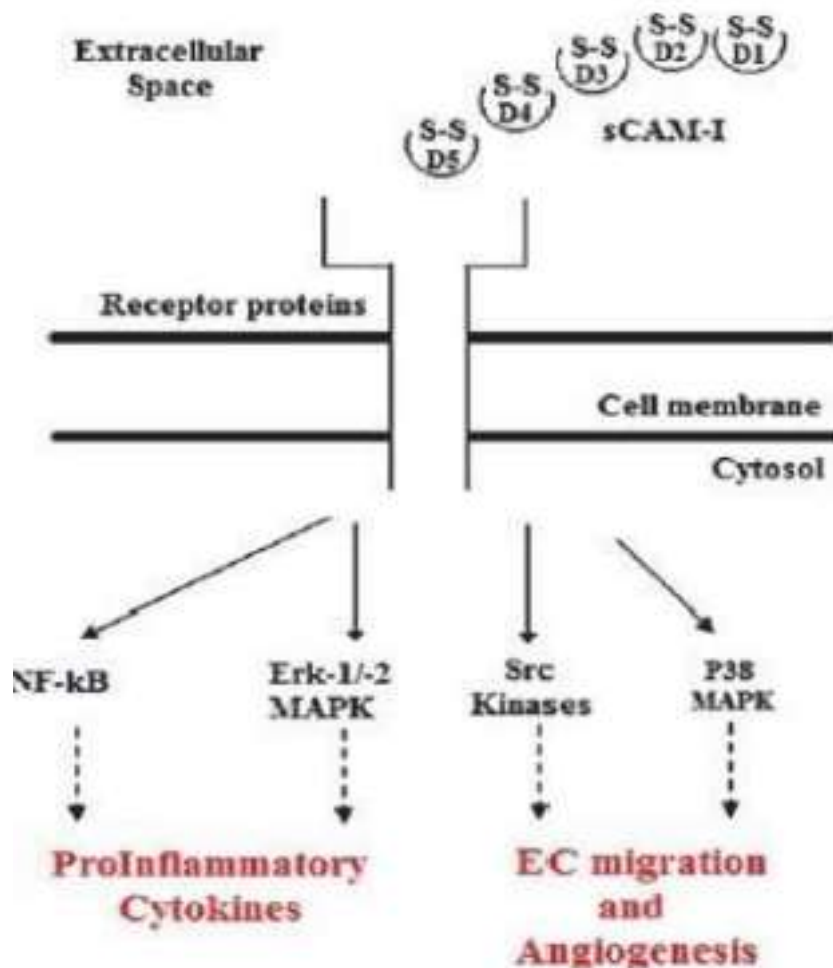 Extracellular
Space
S-S
D1
S-S
D2
S-S
D3
S-S
D4
S-S
D5
sCAM-I
Receptor proteins
Cell membrane
Cytosol
NF-kB
Erk-1/-2
MAPK
Src
Kinases
P38
MAPK
ProInflammatory
Cytokines
EC migration
and
Angiogenesis